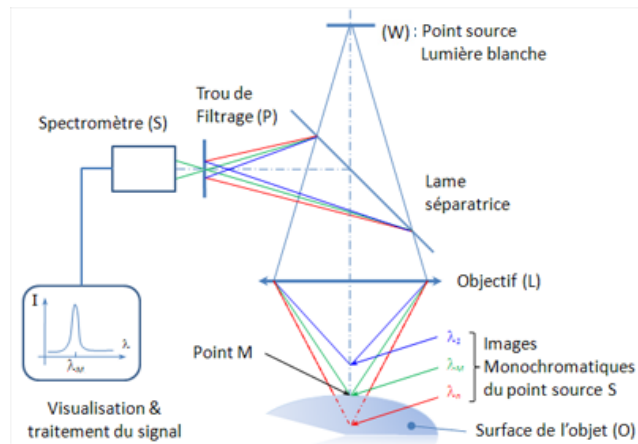 (W) : Point source
Lumière blanche
Trou de
Filtrage (P)
Spectromètre (S)
Lame
séparatrice
Objectif (L)
I
λ
λM
Point M
λ1
λM
λn
Images
Monochromatiques
du point source S
Visualisation &
traitement du signal
Surface de l'objet (O)